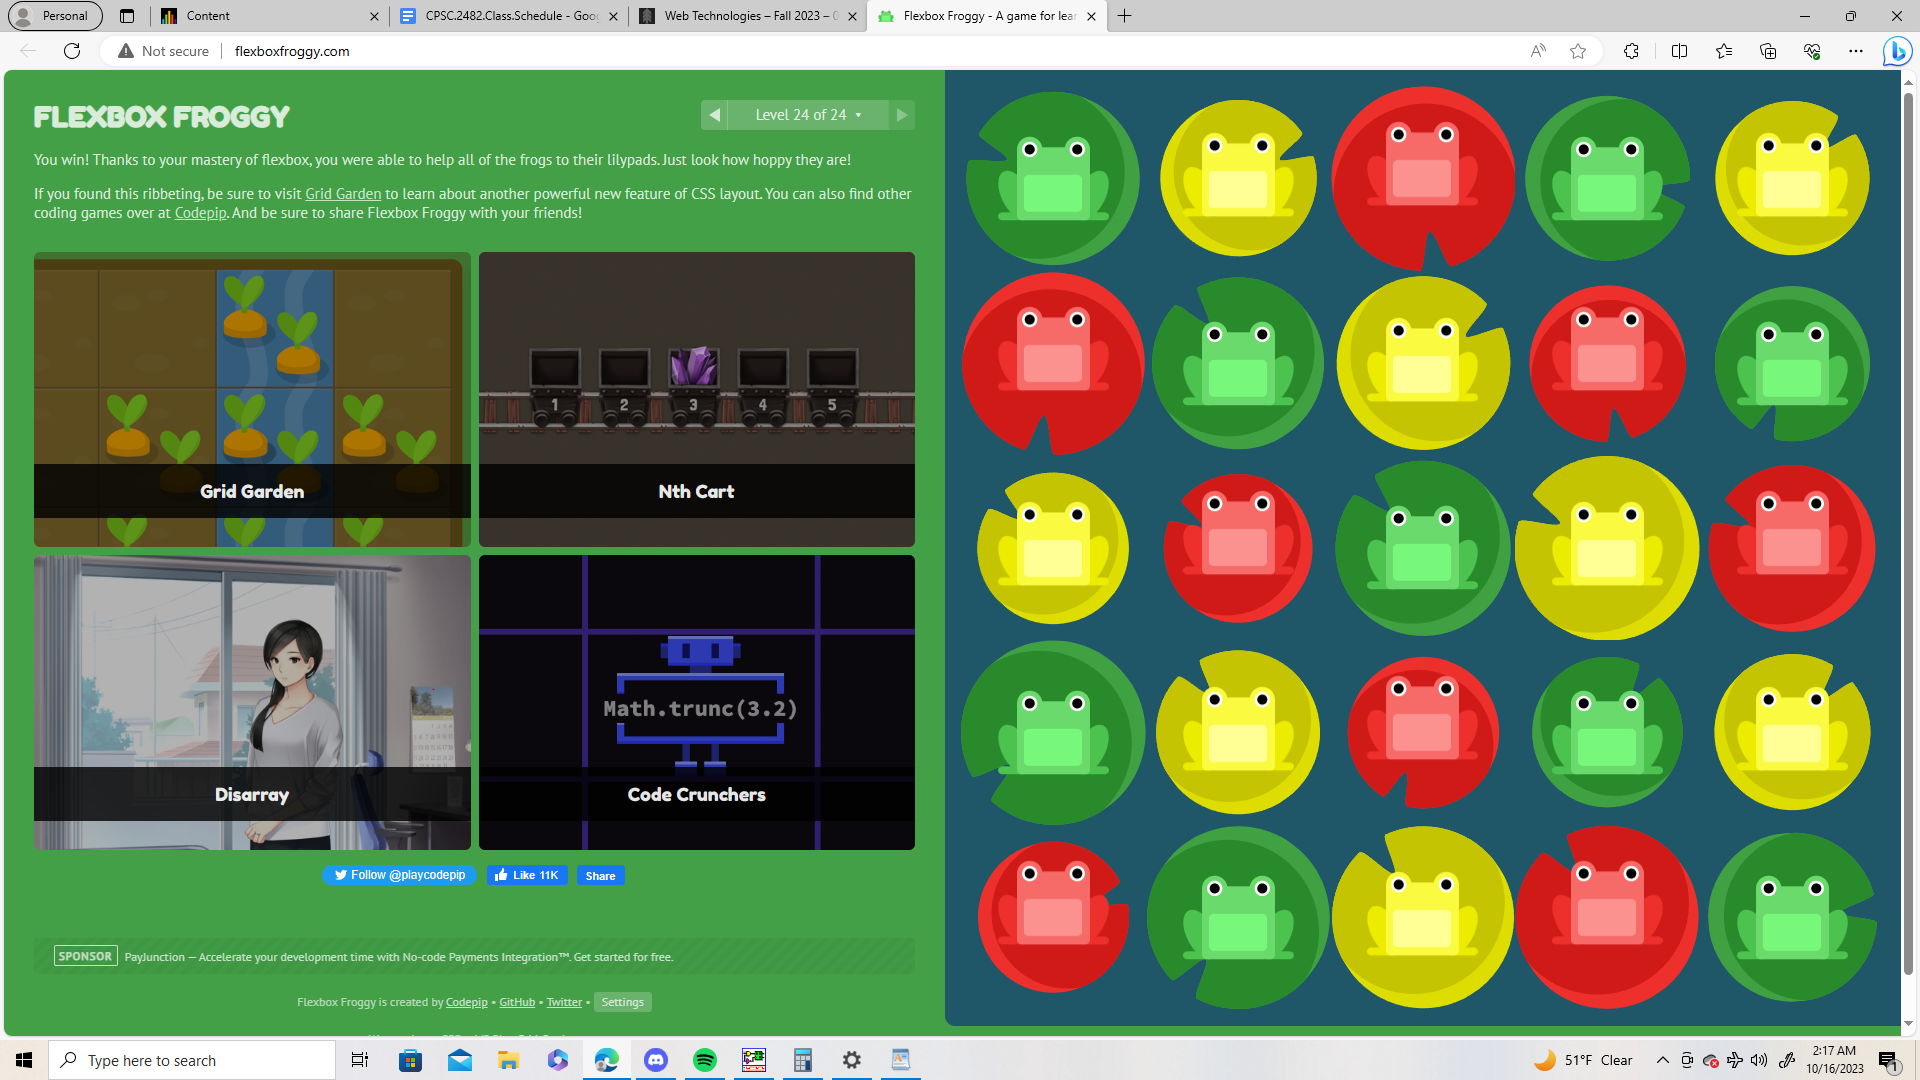 Personal
Content
CPSC.2482.Class.Schedule - Goo
Web Technologies – Fall 2023 – 0
Flexbox Froggy - A game for lear
Not secure
flexboxfroggy.com
FLEXBOX FROGGY
Level 24 of 24
You win! Thanks to your mastery of flexbox, you were able to help all of the frogs to their lilypads. Just look how hoppy they are!
If you found this ribbeting, be sure to visit Grid Garden to learn about another powerful new feature of CSS layout. You can also find other
coding games over at Codepip. And be sure to share Flexbox Froggy with your friends!
1 2 3 4 5
Grid Garden
Nth Cart
Math.trunc(3.2)
Disarray
Code Crunchers
Follow @playcodepip
Like 11K
Share
SPONSOR PayJunction — Accelerate your development time with No-code Payments Integration™. Get started for free.
Flexbox Froggy is created by Codepip • GitHub • Twitter • Settings
Type here to search
51°F Clear
2:17 AM
10/16/2023
1